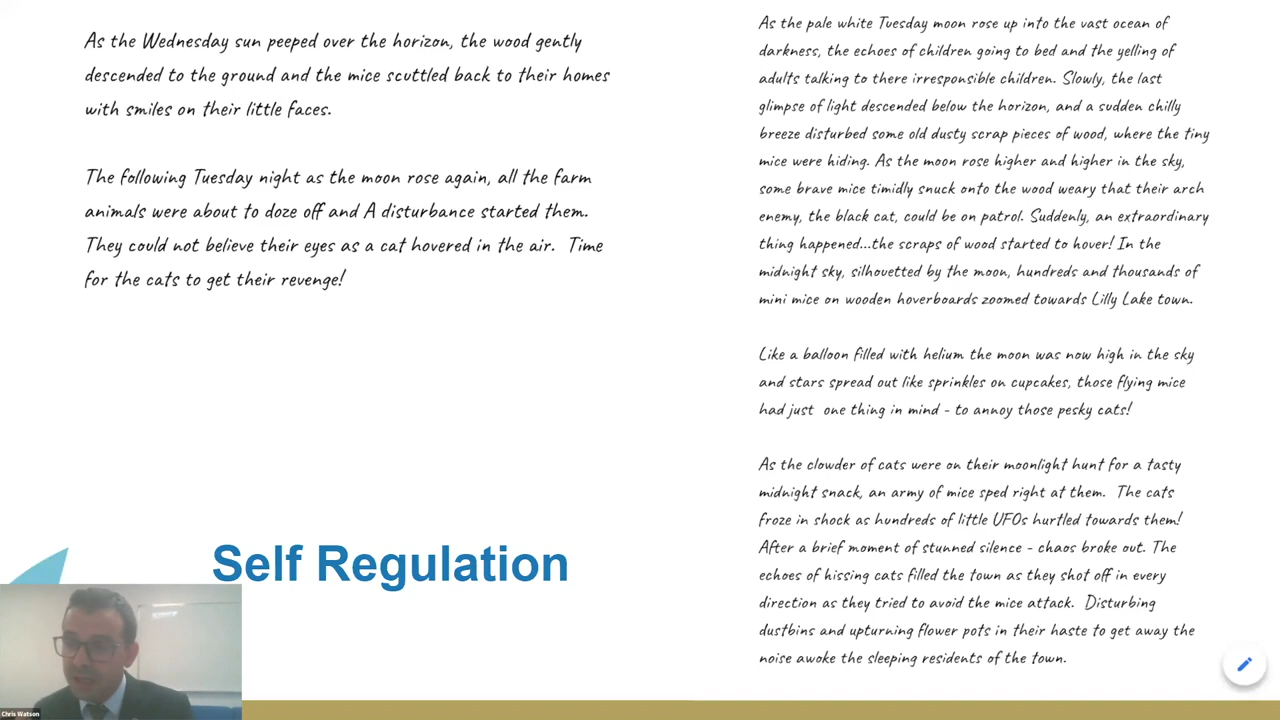 As the Wednesday sun peeped over the horizon, the wood gently
descended to the ground and the mice scuttled back to their homes
with smiles on their little faces.
The following Tuesday night as the moon rose again, all the farm
animals were about to doze off and A disturbance started them.
They could not believe their eyes as a cat hovered in the air.  Time
for the cats to get their revenge!
Self Regulation
Chris Watson
As the pale white Tuesday moon rose up into the vast ocean of
darkness, the echoes of children going to bed and the yelling of
adults talking to there irresponsible children. Slowly, the last
glimpse of light descended below the horizon, and a sudden chilly
breeze disturbed some old dusty scrap pieces of wood, where the tiny
mice were hiding. As the moon rose higher and higher in the sky,
some brave mice timidly snuck onto the wood weary that their arch
enemy, the black cat, could be on patrol. Suddenly, an extraordinary
thing happened...the scraps of wood started to hover! In the
midnight sky, silhouetted by the moon, hundreds and thousands of
mini mice on wooden hoverboards zoomed towards Lilly Lake town.
Like a balloon filled with helium the moon was now high in the sky
and stars spread out like sprinkles on cupcakes, those flying mice
had just  one thing in mind - to annoy those pesky cats!
As the clowder of cats were on their moonlight hunt for a tasty
midnight snack, an army of mice sped right at them.  The cats
froze in shock as hundreds of little UFOs hurtled towards them!
After a brief moment of stunned silence - chaos broke out. The
echoes of hissing cats filled the town as they shot off in every
direction as they tried to avoid the mice attack.  Disturbing
dustbins and upturning flower pots in their haste to get away the
noise awoke the sleeping residents of the town.